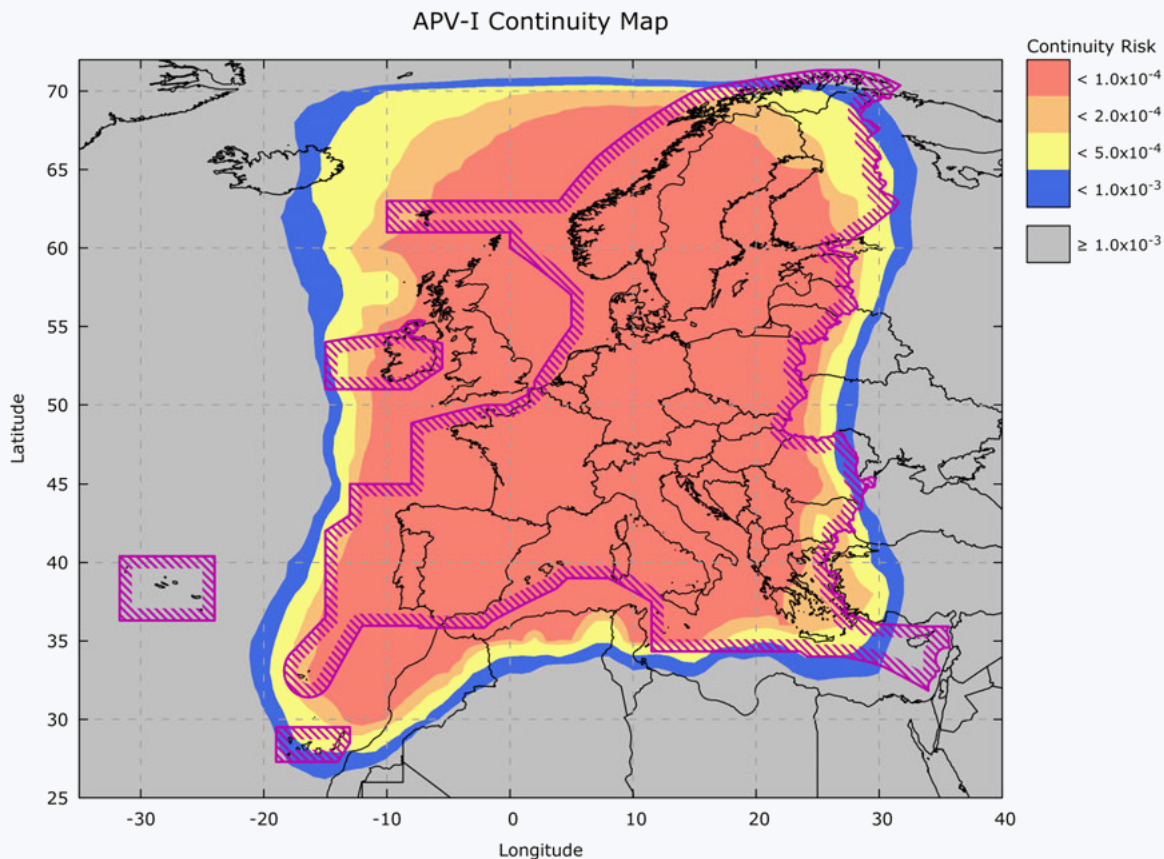 APV-I Continuity Map
Continuity Risk
< 1.0x10⁻⁴
< 2.0x10⁻⁴
< 5.0x10⁻⁴
< 1.0x10⁻³
≥ 1.0x10⁻³
Latitude
70
65
60
55
50
45
40
35
30
25
-30 -20 -10 0 10 20 30 40
Longitude